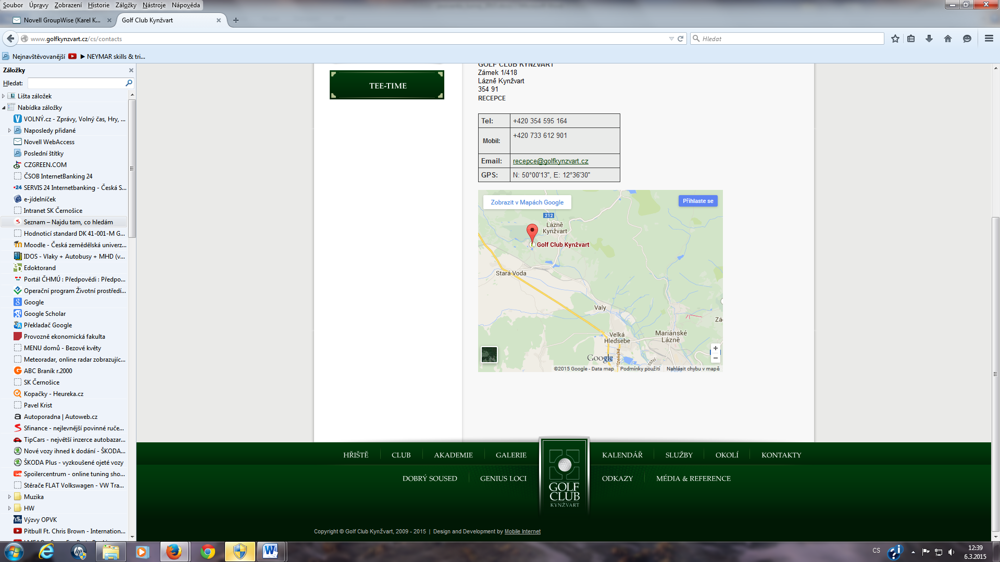 Soubor Úpravy Zobrazení Historie Záložky Nástroje Nápověda
Novell GroupWise (Karel K... Golf Club Kynžvart
www.golfkynzvart.cz/cs/contacts
Hledat
Nejnavštěvovanější ▶ NEYMAR skills & tri...
Záložky
Hledat:
Lišta záložek
Nabídka záložky
VOLNÝ.cz - Zprávy, Volný čas, Hry, ...
Naposledy přidané
Novell WebAccess
Poslední štítky
CZGREEN.COM
ČSOB InternetBanking 24
SERVIS 24 Internetbanking - Česká S...
e-jídelníček
Intranet SK Černošice
Seznam – Najdu tam, co hledám
Hodnoticí standard DK 41-001-M G...
Moodle - Česká zemědělská univerz...
IDOS - Vlaky + Autobusy + MHD (v...
Edoktorand
Portál ČHMÚ : Předpovědi : Předpo...
Operační program Životní prostředí...
Google
Google Scholar
Překladač Google
Provozně ekonomická fakulta
MENU domů - Bezové květy
Meteoradar, online radar zobrazujíc...
ABC Braník r.2000
SK Černošice
Kopačky - Heureka.cz
Pavel Krist
Autoporadna | Autoweb.cz
Sfinance - nejlevnější povinné ruče...
TipCars - největší inzerce autobazar...
Nové vozy ihned k dodání - ŠKODA...
ŠKODA Plus - vyzkoušené ojeté vozy
Spoilercentrum - online tuning sho...
Stěrače FLAT Volkswagen - VW Tra...
Muzika
HW
Výzvy OPVK
Pitbull Ft. Chris Brown - Internation...
TEE-TIME
GOLF CLUB KYNŽVART
Zámek 1/418
Lázně Kynžvart
354 91
RECEPCE
Tel: +420 354 595 164
Mobil: +420 733 612 901
Email: recepce@golfkynzvart.cz
GPS: N: 50°00'13", E: 12°36'30"
Zobrazit v Mapách Google
Přihlaste se
212
Lázně
Kynžvart
Golf Club Kynžvart
Stará Voda
Valy
Velká
Hleďsebe
Mariánské
Lázně
Zá
Google
©2015 Google - Data map Podmínky použití Nahlásit chybu v mapě
HŘIŠTĚ CLUB AKADEMIE GALERIE KALENDÁŘ SLUŽBY OKOLÍ KONTAKTY
DOBRÝ SOUSED GENIUS LOCI ODKAZY MÉDIA & REFERENCE
GOLF
CLUB
KYNŽVART
Copyright © Golf Club Kynžvart, 2009 - 2015 | Design and Development by Mobile Internet
CS
12:39
6.3.2015